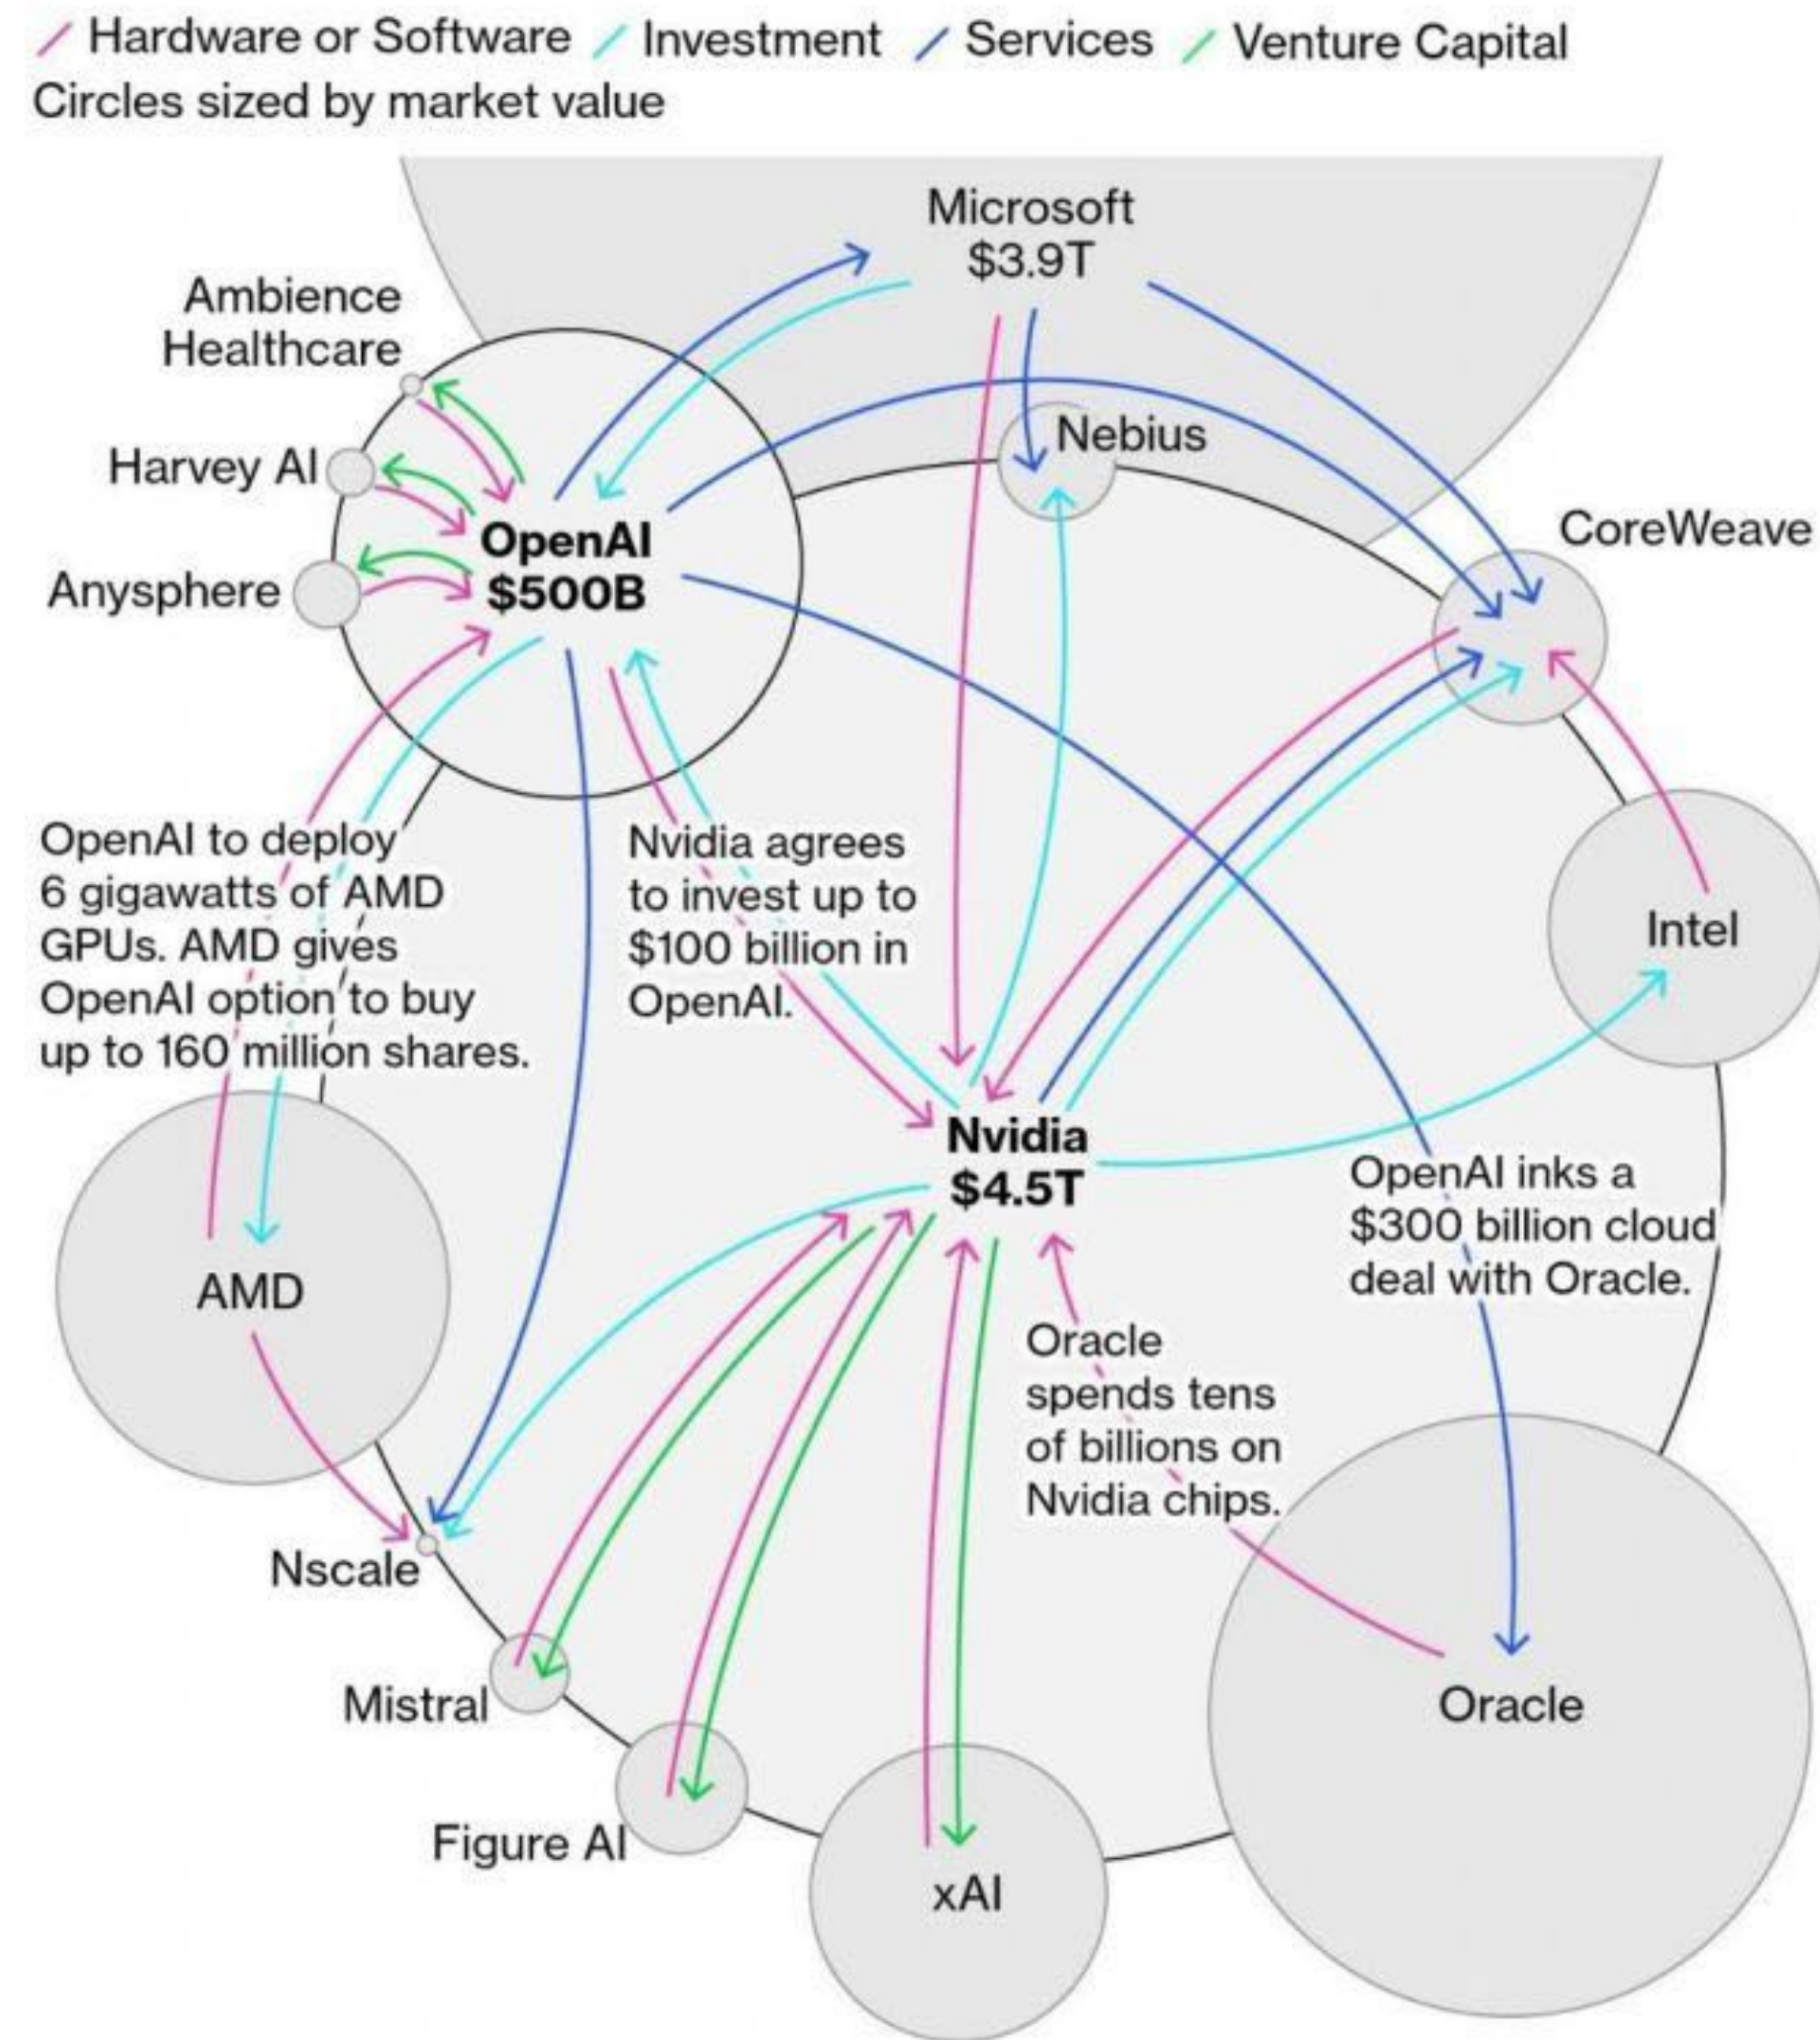 Hardware or Software Investment Services Venture Capital
Circles sized by market value
Microsoft
$3.9T
Ambience
Healthcare
Nebius
Harvey AI
CoreWeave
OpenAI
$500B
Anysphere
OpenAI to deploy
6 gigawatts of AMD
GPUs. AMD gives
OpenAI option to buy
up to 160 million shares.
Nvidia agrees
to invest up to
$100 billion in
OpenAI.
Intel
Nvidia
$4.5T
OpenAI inks a
$300 billion cloud
deal with Oracle.
AMD
Oracle
spends tens
of billions on
Nvidia chips.
Nscale
Mistral
Oracle
Figure AI
xAI